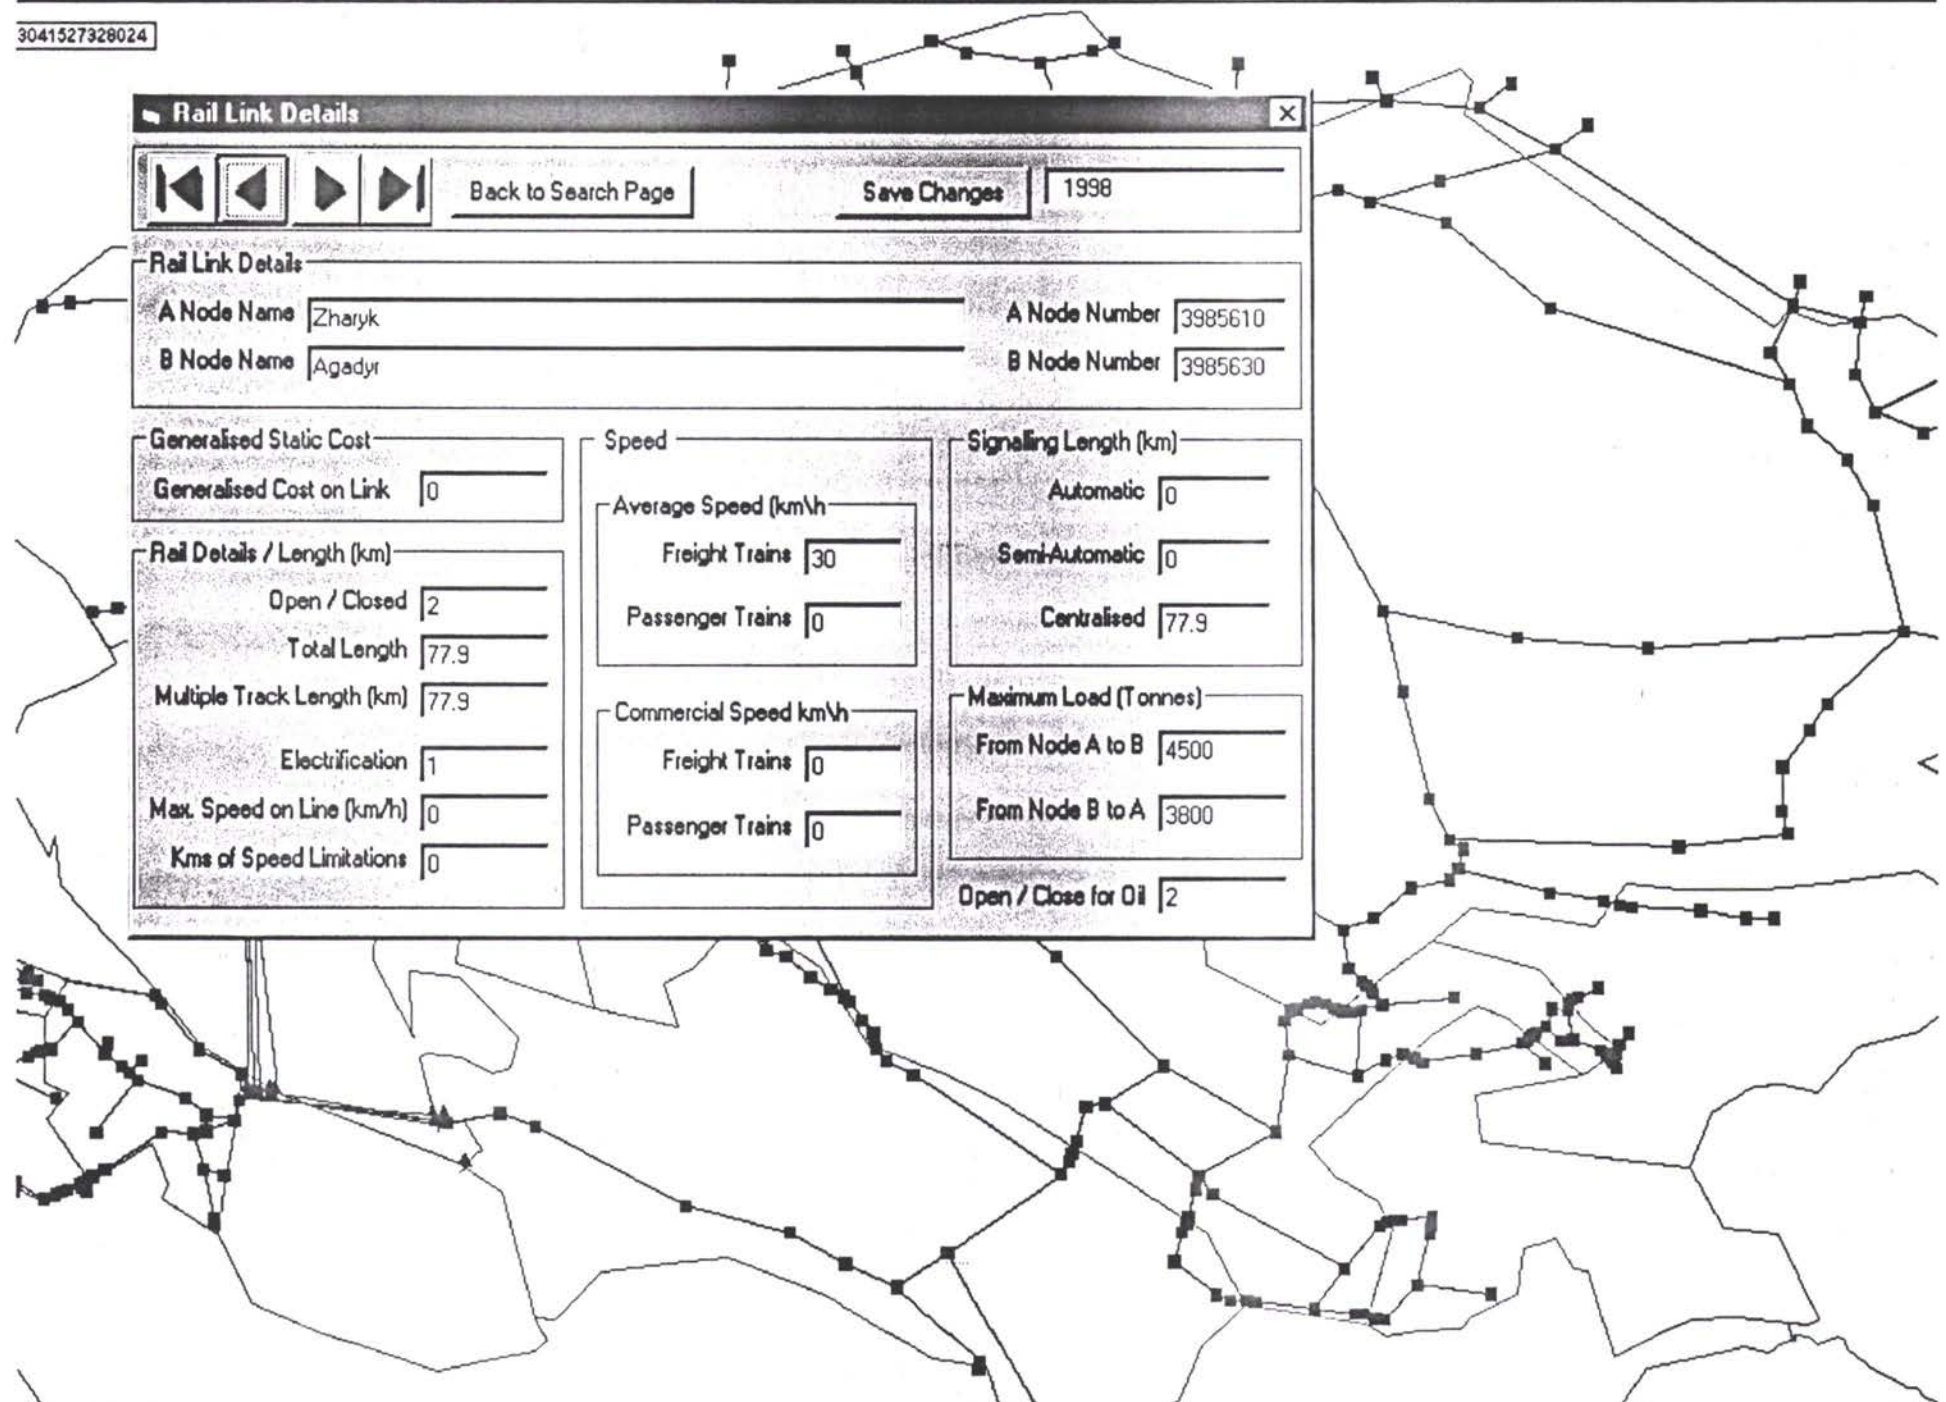 3041527328024
Rail Link Details
Back to Search Page
Save Changes
1998
Rail Link Details
A Node Name Zharyk
A Node Number 3985610
B Node Name Agadyr
B Node Number 3985630
Generalised Static Cost
Generalised Cost on Link 0
Rail Details / Length (km)
Open / Closed 2
Total Length 77.9
Multiple Track Length (km) 77.9
Electrification 1
Max. Speed on Line (km/h) 0
Kms of Speed Limitations 0
Speed
Average Speed (km\h
Freight Trains 30
Passenger Trains 0
Commercial Speed km\h
Freight Trains 0
Passenger Trains 0
Signalling Length (km)
Automatic 0
Semi-Automatic 0
Centralised 77.9
Maximum Load (Tonnes)
From Node A to B 4500
From Node B to A 3800
Open / Close for Oil 2